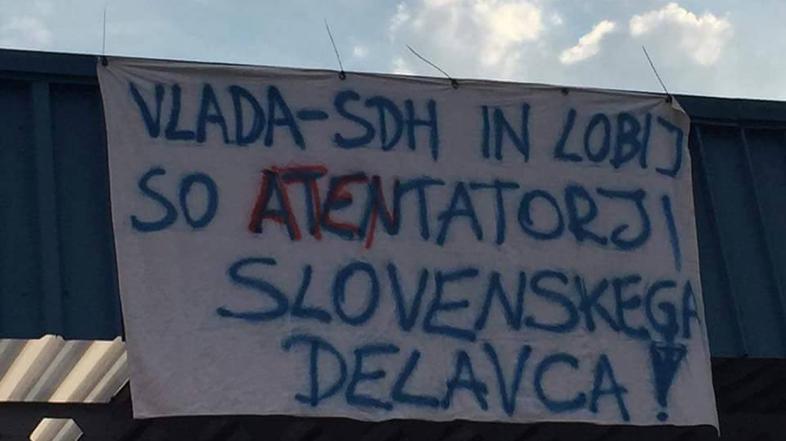 VLADA-SDH IN LOBIJ
SO ATENTATORJI
SLOVENSKEGA
DELAVCA!